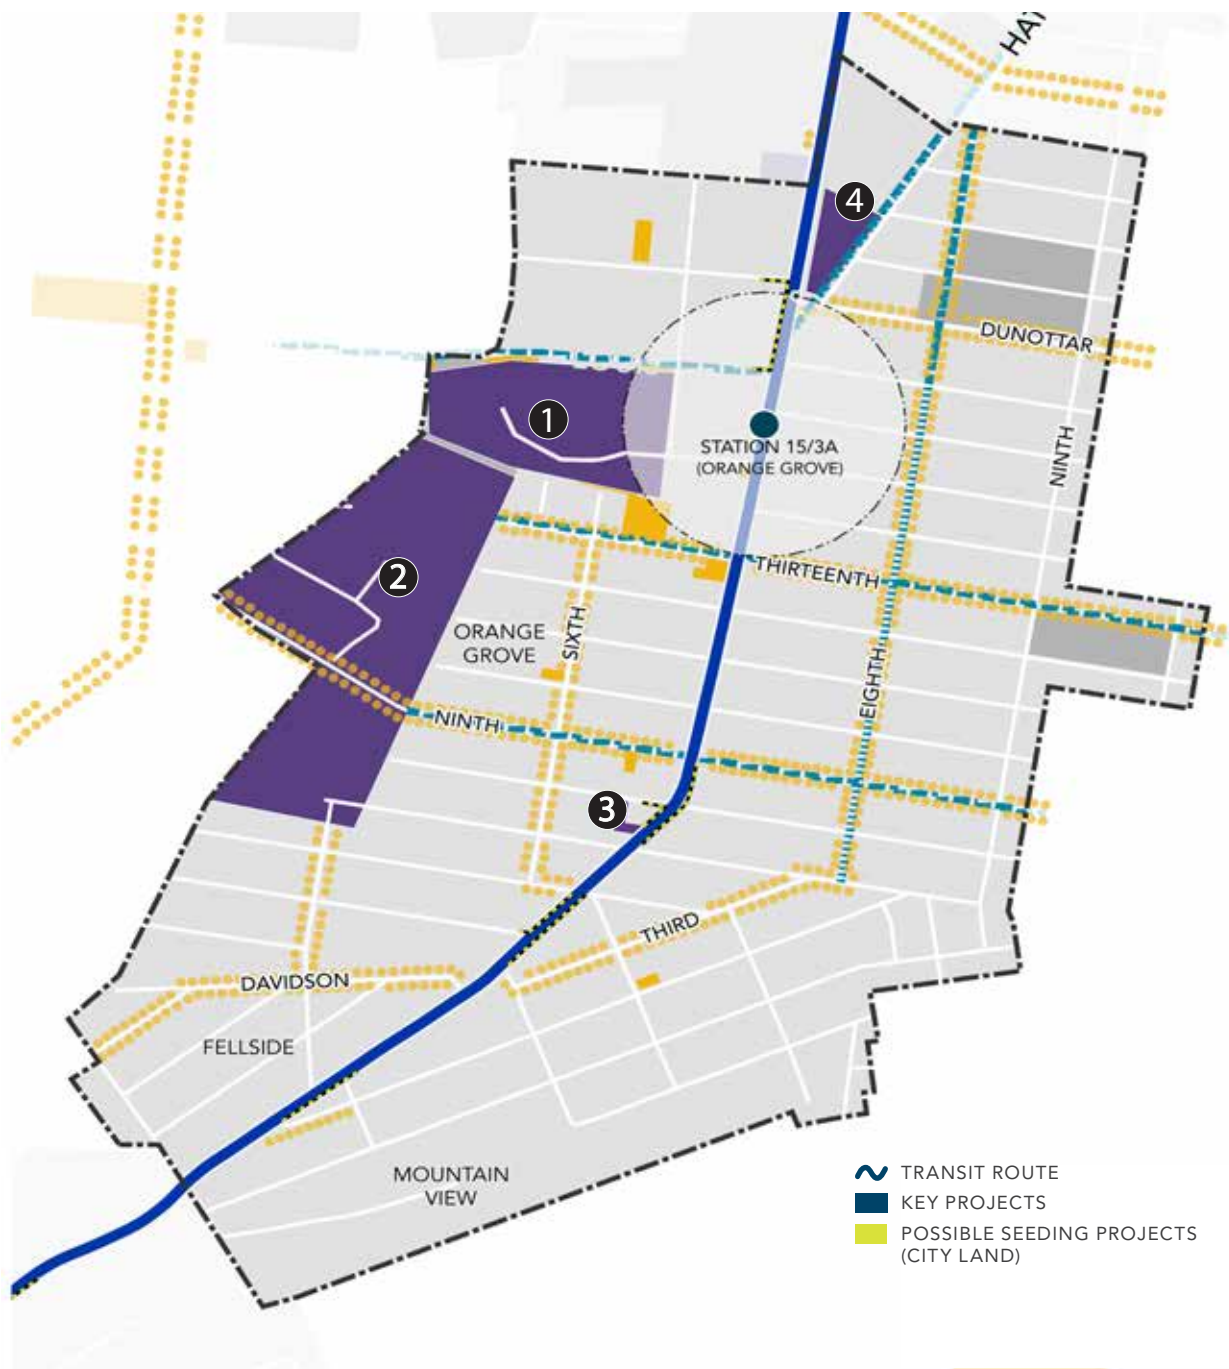 HAT
4
DUNOTTAR
1
STATION 15/3A
(ORANGE GROVE)
NINTH
2
THIRTEENTH
ORANGE
GROVE
SIXTH
EIGHTH
NINTH
3
THIRD
DAVIDSON
FELLSIDE
MOUNTAIN
VIEW
TRANSIT ROUTE
KEY PROJECTS
POSSIBLE SEEDING PROJECTS
(CITY LAND)